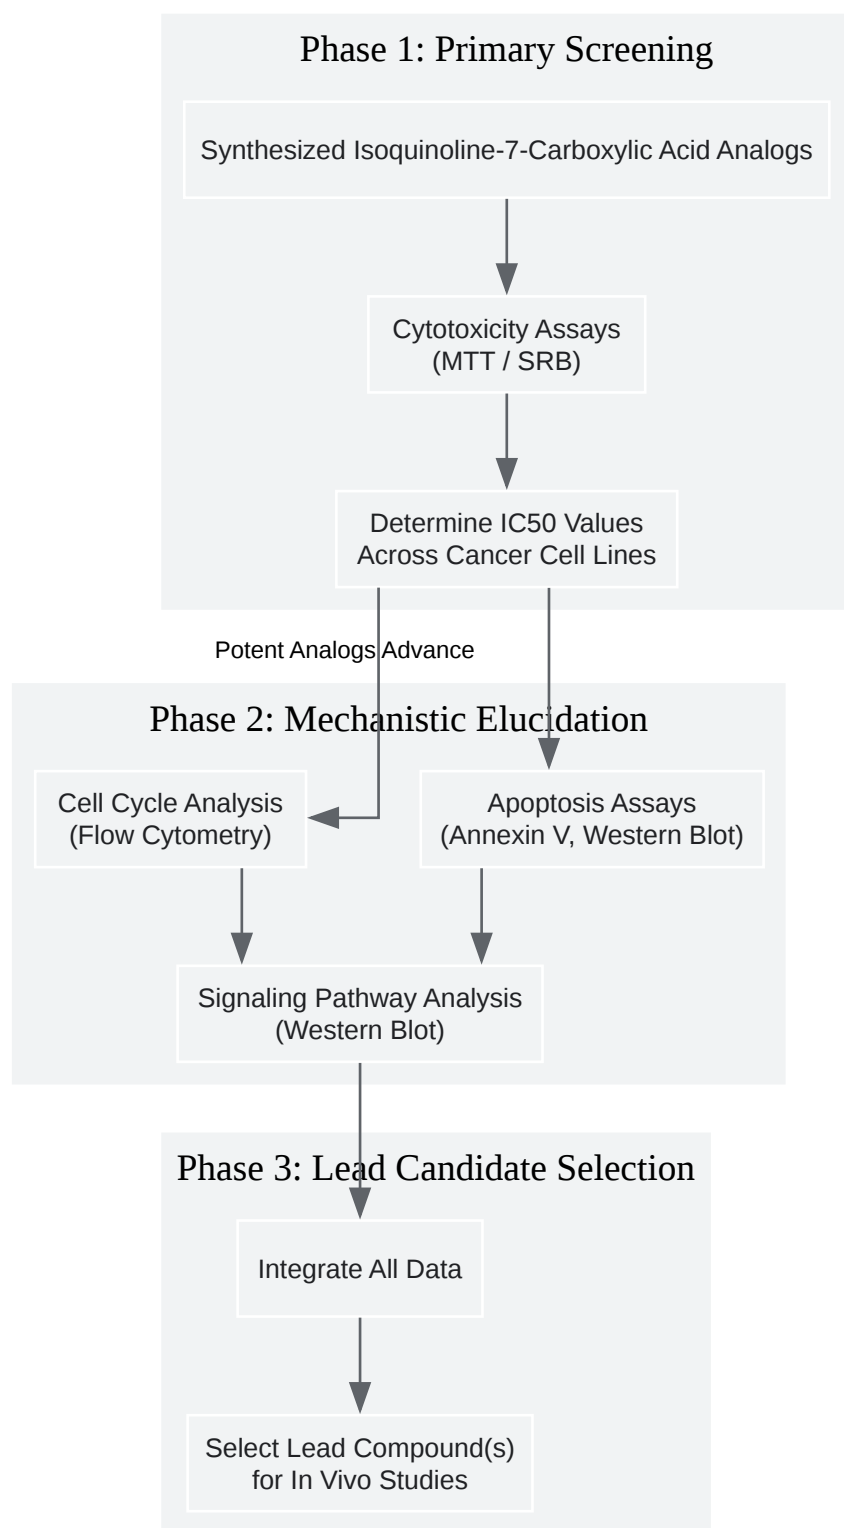 Phase 1: Primary Screening
Synthesized Isoquinoline-7-Carboxylic Acid Analogs
Cytotoxicity Assays
(MTT / SRB)
Determine IC50 Values
Across Cancer Cell Lines
Potent Analogs Advance
Phase 2: Mechanistic Elucidation
Cell Cycle Analysis
(Flow Cytometry)
Apoptosis Assays
(Annexin V, Western Blot)
Signaling Pathway Analysis
(Western Blot)
Phase 3: Lead Candidate Selection
Integrate All Data
Select Lead Compound(s)
for In Vivo Studies